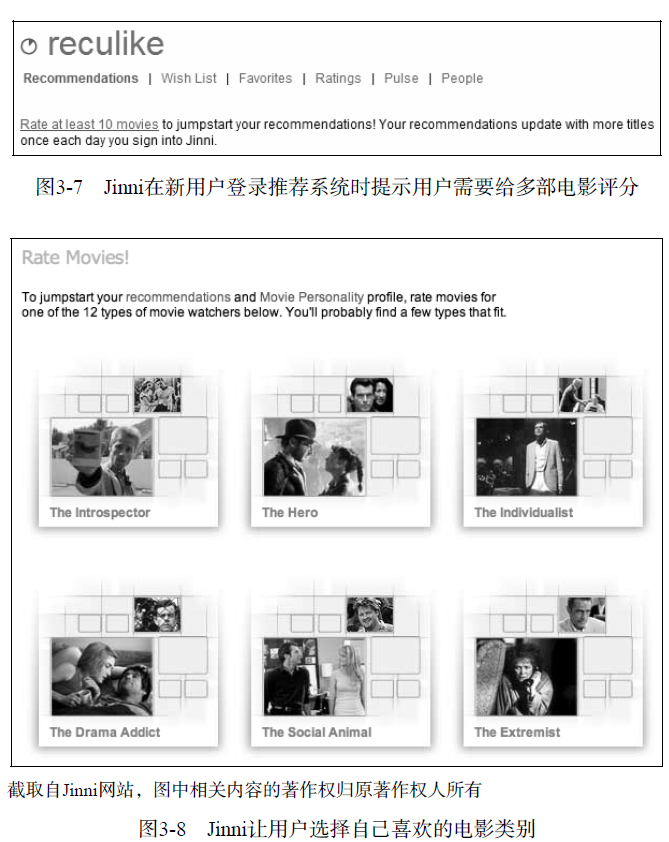 reculike
Recommendations | Wish List | Favorites | Ratings | Pulse | People
Rate at least 10 movies to jumpstart your recommendations! Your recommendations update with more titles
once each day you sign into Jinni.
图3-7 Jinni在新用户登录推荐系统时提示用户需要给多部电影评分
Rate Movies!
To jumpstart your recommendations and Movie Personality profile, rate movies for
one of the 12 types of movie watchers below. You'll probably find a few types that fit.
The Introspector
The Hero
The Individualist
The Drama Addict
The Social Animal
The Extremist
截取自Jinni网站，图中相关内容的著作权归原著作权人所有
图3-8 Jinni让用户选择自己喜欢的电影类别